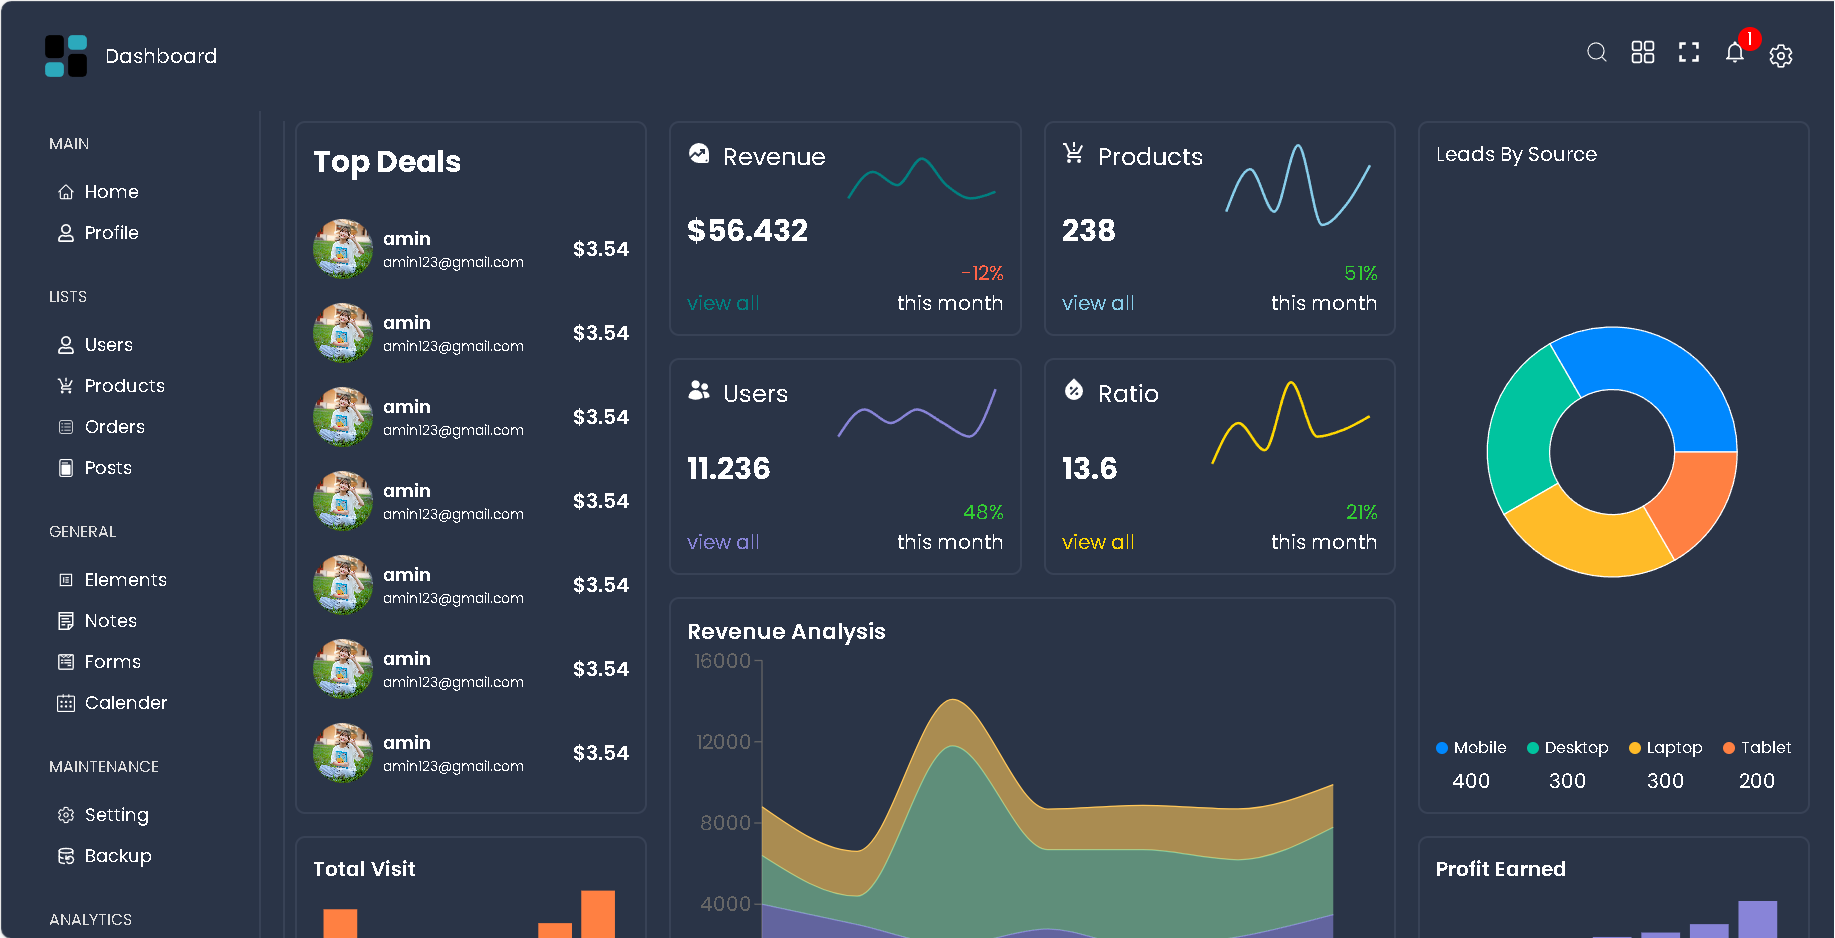 Dashboard
1
MAIN
Home
Profile
LISTS
Users
Products
Orders
Posts
GENERAL
Elements
Notes
Forms
Calender
MAINTENANCE
Setting
Backup
ANALYTICS
Top Deals
amin
amin123@gmail.com
$3.54
amin
amin123@gmail.com
$3.54
amin
amin123@gmail.com
$3.54
amin
amin123@gmail.com
$3.54
amin
amin123@gmail.com
$3.54
amin
amin123@gmail.com
$3.54
amin
amin123@gmail.com
$3.54
Total Visit
Revenue
$56.432
-12%
view all
this month
Products
238
51%
view all
this month
Users
11.236
48%
view all
this month
Ratio
13.6
21%
view all
this month
Revenue Analysis
16000
12000
8000
4000
Leads By Source
Mobile
400
Desktop
300
Laptop
300
Tablet
200
Profit Earned